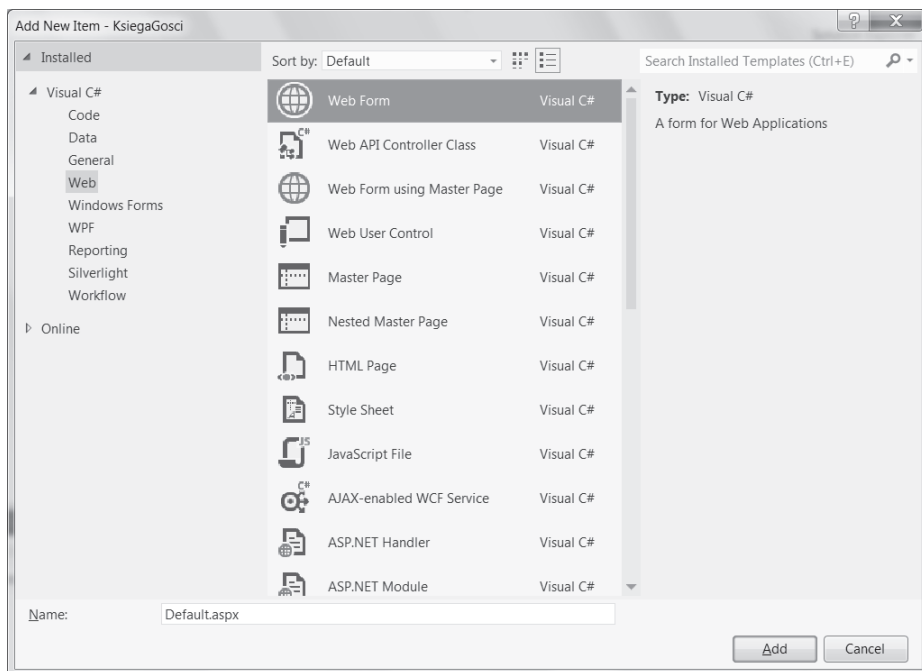 Add New Item - KsiegaGosci
Installed
Sort by: Default
Search Installed Templates (Ctrl+E)
Visual C#
Code
Data
General
Web
Windows Forms
WPF
Reporting
Silverlight
Workflow
Online
Web Form Visual C#
C# Web API Controller Class Visual C#
Web Form using Master Page Visual C#
Web User Control Visual C#
Master Page Visual C#
Nested Master Page Visual C#
HTML Page Visual C#
Style Sheet Visual C#
JS JavaScript File Visual C#
C# AJAX-enabled WCF Service Visual C#
ASP.NET Handler Visual C#
ASP.NET Module Visual C#
Type: Visual C#
A form for Web Applications
Name: Default.aspx
Add Cancel